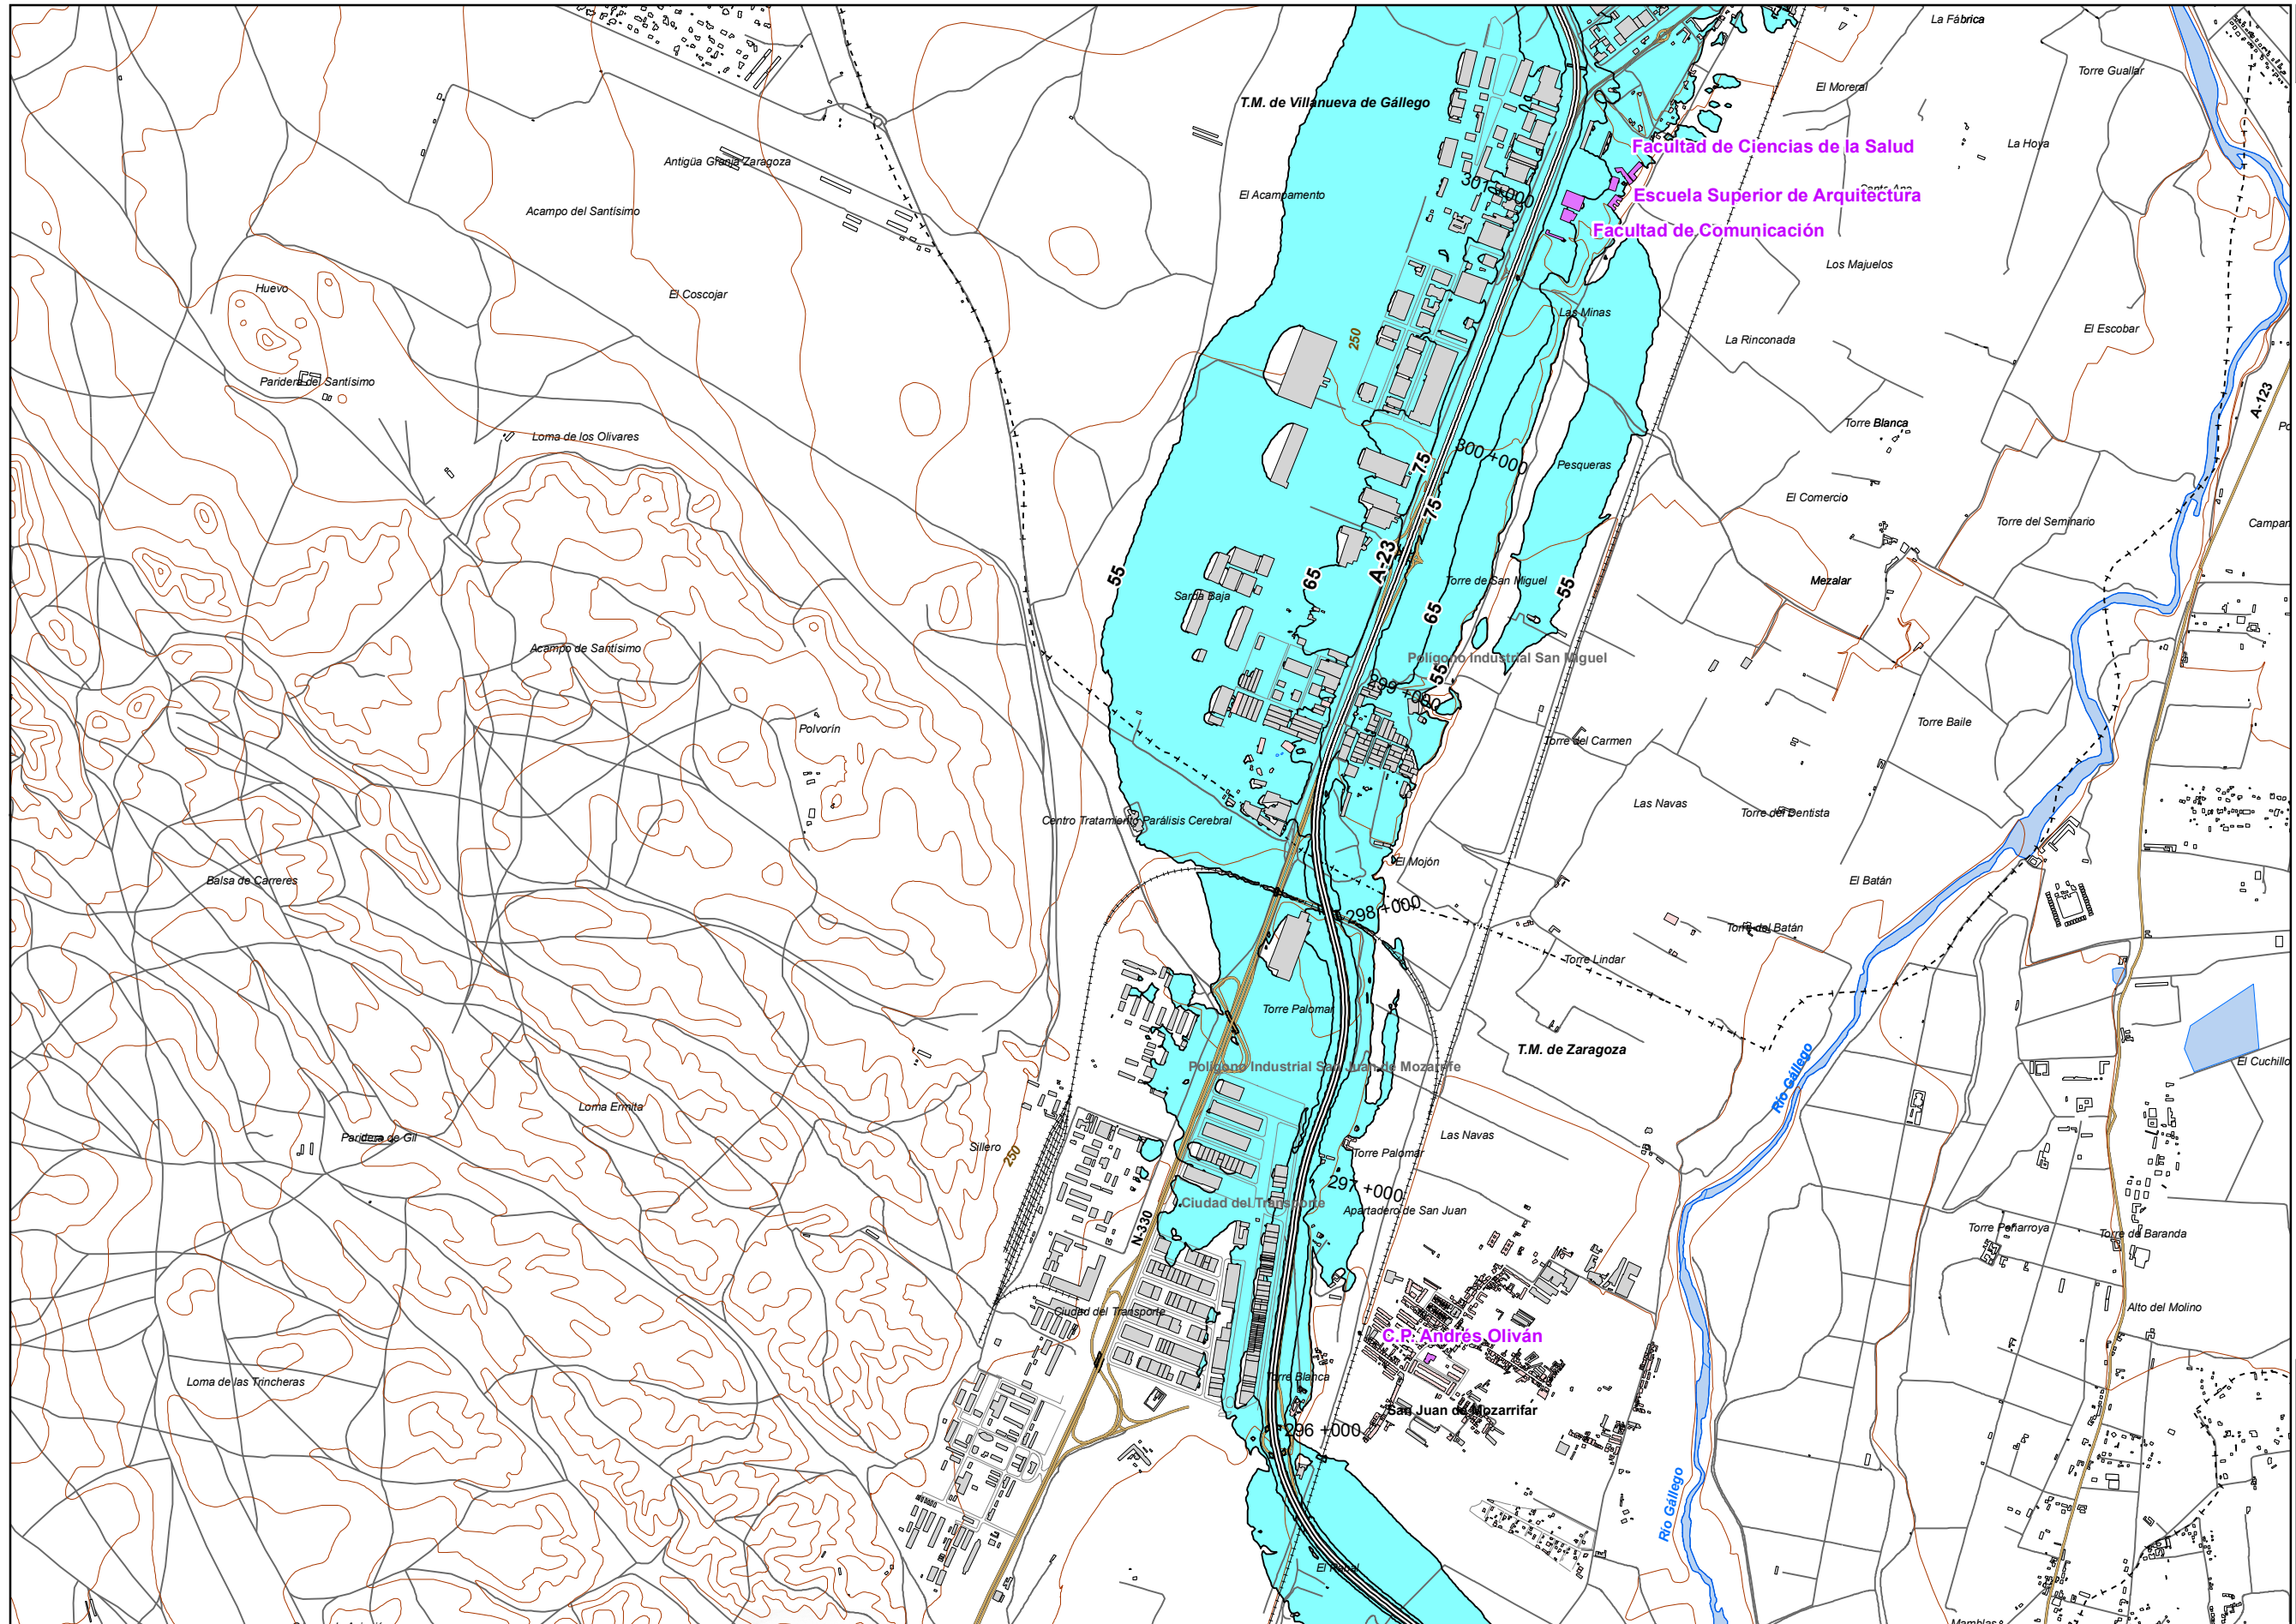 La Fábrica
Torre Guallar
El Moreral
T.M. de Villanueva de Gállego
Facultad de Ciencias de la Salud
La Hoya
Antigüa Granja Zaragoza
301 +000
Escuela Superior de Arquitectura
El Acampamento
Acampo del Santísimo
Facultad de Comunicación
Los Majuelos
Huevo
El Coscojar
Las Minas
El Escobar
250
La Rinconada
Paridera del Santísimo
A-123
Torre Blanca
Loma de los Olivares
300 +000
75
Pesqueras
El Comercio
75
Torre del Seminario
Campan
A-23
55
65
Torre de San Miguel
55
Mezalar
Sarda Baja
65
Acampo de Santísimo
Polígono Industrial San Miguel
55
299 +000
Polvorín
Torre Baile
Torre del Carmen
Las Navas
Torre del Dentista
Centro Tratamiento Parálisis Cerebral
El Mojón
Balsa de Carreres
El Batán
298 +000
Torre del Batán
Torre Lindar
Torre Palomar
T.M. de Zaragoza
El Cuchillo
Polígono Industrial San Juan de Mozarrife
Río Gállego
Loma Ermita
Paridera de Gil
Las Navas
Sillero
250
Torre Palomar
297 +000
Ciudad del Transporte
Apartadero de San Juan
N-330
Torre Peñarroya
Torre de Baranda
Ciudad del Transporte
Alto del Molino
C.P. Andrés Oliván
Torre Blanca
Loma de las Trincheras
San Juan de Mozarrifar
296 +000
Río Gállego